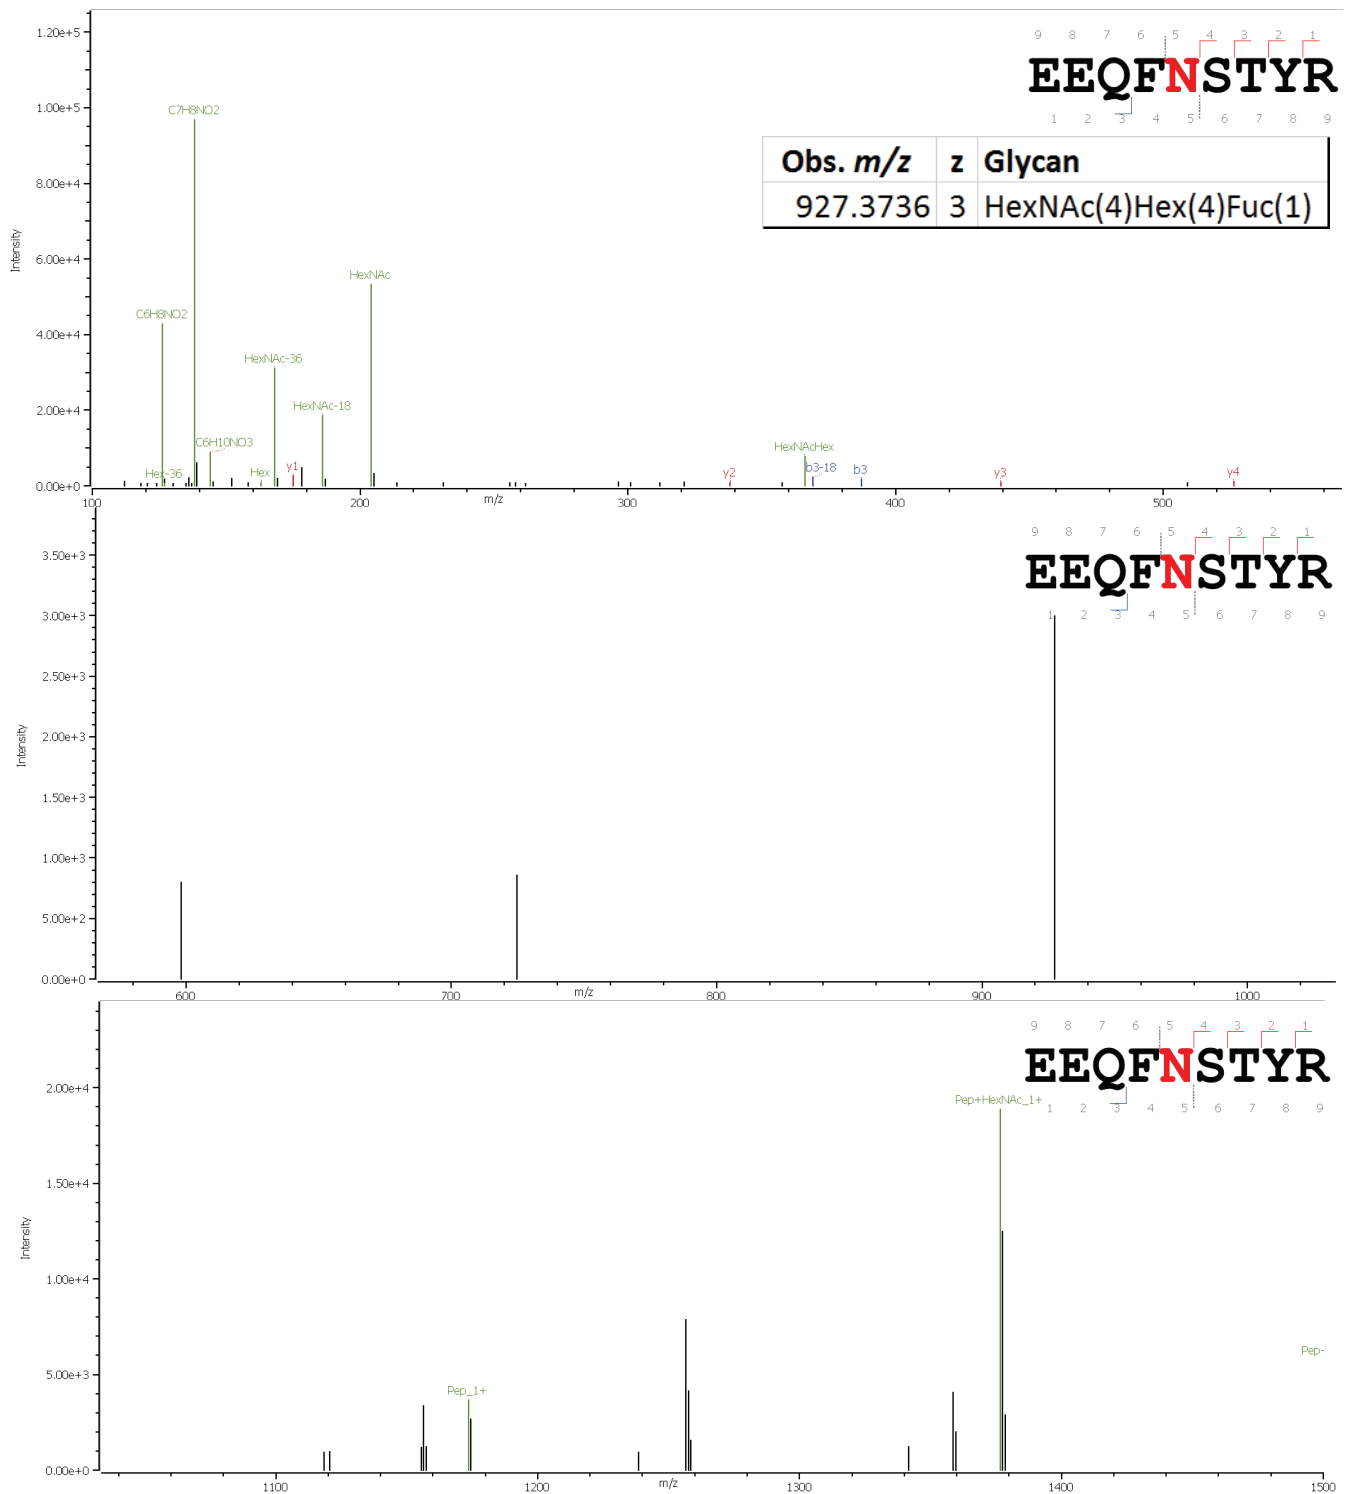 1.20e+5
1.00e+5
8.00e+4
6.00e+4
4.00e+4
2.00e+4
0.00e+0
Intensity
C6H8NO2
C7H8NO2
Hex-36
C6H10NO3
HexNAc-36
HexNAc-18
Hex
y1
HexNAc
HexNAcHex
b3-18
b3
y2
y3
y4
100 200 300 400 500
m/z
9 8 7 6 5 4 3 2 1
EEQFNSTYR
1 2 3 4 5 6 7 8 9
Obs. m/z z Glycan
927.3736 3 HexNAc(4)Hex(4)Fuc(1)
3.50e+3
3.00e+3
2.50e+3
2.00e+3
1.50e+3
1.00e+3
5.00e+2
0.00e+0
Intensity
600 700 800 900 1000
m/z
9 8 7 6 5 4 3 2 1
EEQFNSTYR
1 2 3 4 5 6 7 8 9
2.00e+4
1.50e+4
1.00e+4
5.00e+3
0.00e+0
Intensity
Pep_1+
Pep+HexNAc_1+
Pep-
1100 1200 1300 1400 1500
m/z
9 8 7 6 5 4 3 2 1
EEQFNSTYR
1 2 3 4 5 6 7 8 9